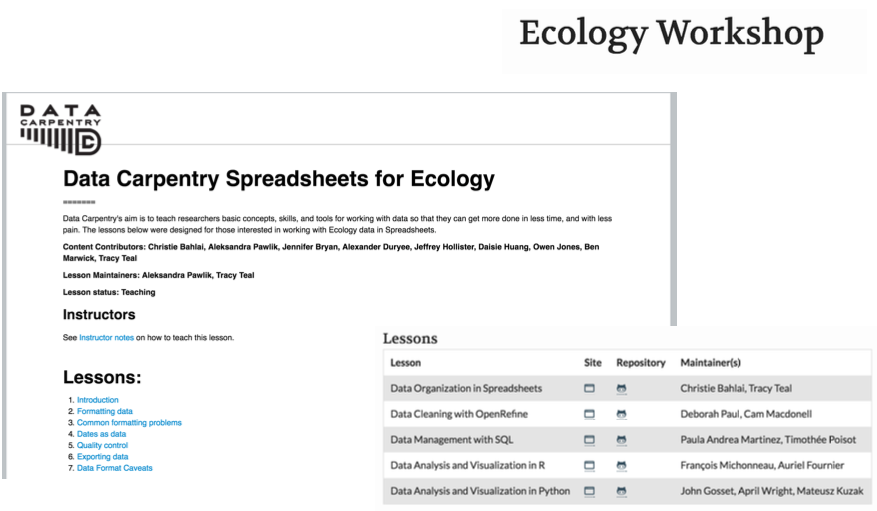 Ecology Workshop
DATA
CARPENTRY
Data Carpentry Spreadsheets for Ecology
=======
Data Carpentry's aim is to teach researchers basic concepts, skills, and tools for working with data so that they can get more done in less time, and with less
pain. The lessons below were designed for those interested in working with Ecology data in Spreadsheets.
Content Contributors: Christie Bahlai, Aleksandra Pawlik, Jennifer Bryan, Alexander Duryee, Jeffrey Hollister, Daisie Huang, Owen Jones, Ben
Marwick, Tracy Teal
Lesson Maintainers: Aleksandra Pawlik, Tracy Teal
Lesson status: Teaching
Instructors
See Instructor notes on how to teach this lesson.
Lessons:
1. Introduction
2. Formatting data
3. Common formatting problems
4. Dates as data
5. Quality control
6. Exporting data
7. Data Format Caveats
Lessons
Lesson Site Repository Maintainer(s)
Data Organization in Spreadsheets Christie Bahlai, Tracy Teal
Data Cleaning with OpenRefine Deborah Paul, Cam Macdonell
Data Management with SQL Paula Andrea Martinez, Timothée Poisot
Data Analysis and Visualization in R François Michonneau, Auriel Fournier
Data Analysis and Visualization in Python John Gosset, April Wright, Mateusz Kuzak